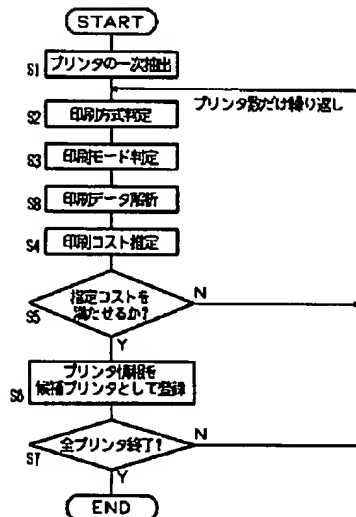 START
S1 プリンタの一次抽出
プリンタ数だけ繰り返し
S2 印刷方式判定
S3 印刷モード判定
S8 印刷データ解析
S4 印刷コスト推定
指定コストを
満たせるか?
N
S5
Y
プリンタ情報を
候補プリンタとして登録
S6
全プリンタ終了?
N
S7
Y
END